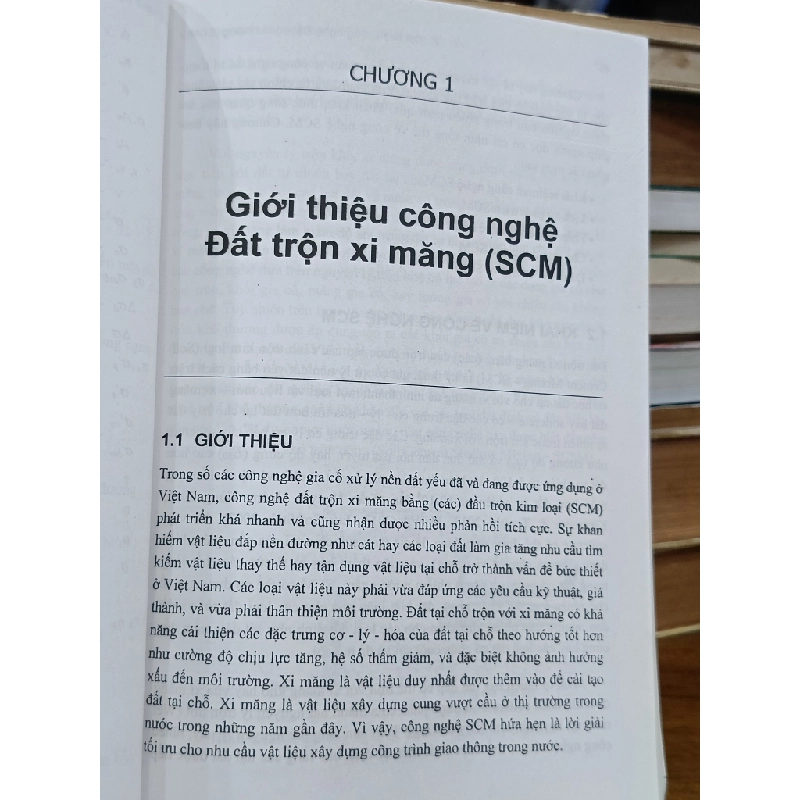 CHƯƠNG 1
Giới thiệu công nghệ
Đất trộn xi măng (SCM)
1.1 GIỚI THIỆU
Trong số các công nghệ gia cố xử lý nền đất yếu đã và đang được ứng dụng ở
Việt Nam, công nghệ đất trộn xi măng bằng (các) đầu trộn kim loại (SCM)
phát triển khá nhanh và cũng nhận được nhiều phản hồi tích cực. Sự khan
hiếm vật liệu đắp nền đường như cát hay các loại đất làm gia tăng nhu cầu tìm
kiếm vật liệu thay thế hay tận dụng vật liệu tại chỗ trở thành vấn đề bức thiết
ở Việt Nam. Các loại vật liệu này phải vừa đáp ứng các yêu cầu kỹ thuật, giá
thành, và vừa phải thân thiện môi trường. Đất tại chỗ trộn với xi măng có khả
năng cải thiện các đặc trưng cơ - lý - hóa của đất tại chỗ theo hướng tốt hơn
như cường độ chịu lực tăng, hệ số thấm giảm, và đặc biệt không ảnh hưởng
xấu đến môi trường. Xi măng là vật liệu duy nhất được thêm vào để cải tạo
đất tại chỗ. Xi măng là vật liệu xây dựng cung vượt cầu ở thị trường trong
nước trong những năm gần đây. Vì vậy, công nghệ SCM hứa hẹn là lời giải
tối ưu cho nhu cầu vật liệu xây dựng công trình giao thông trong nước.